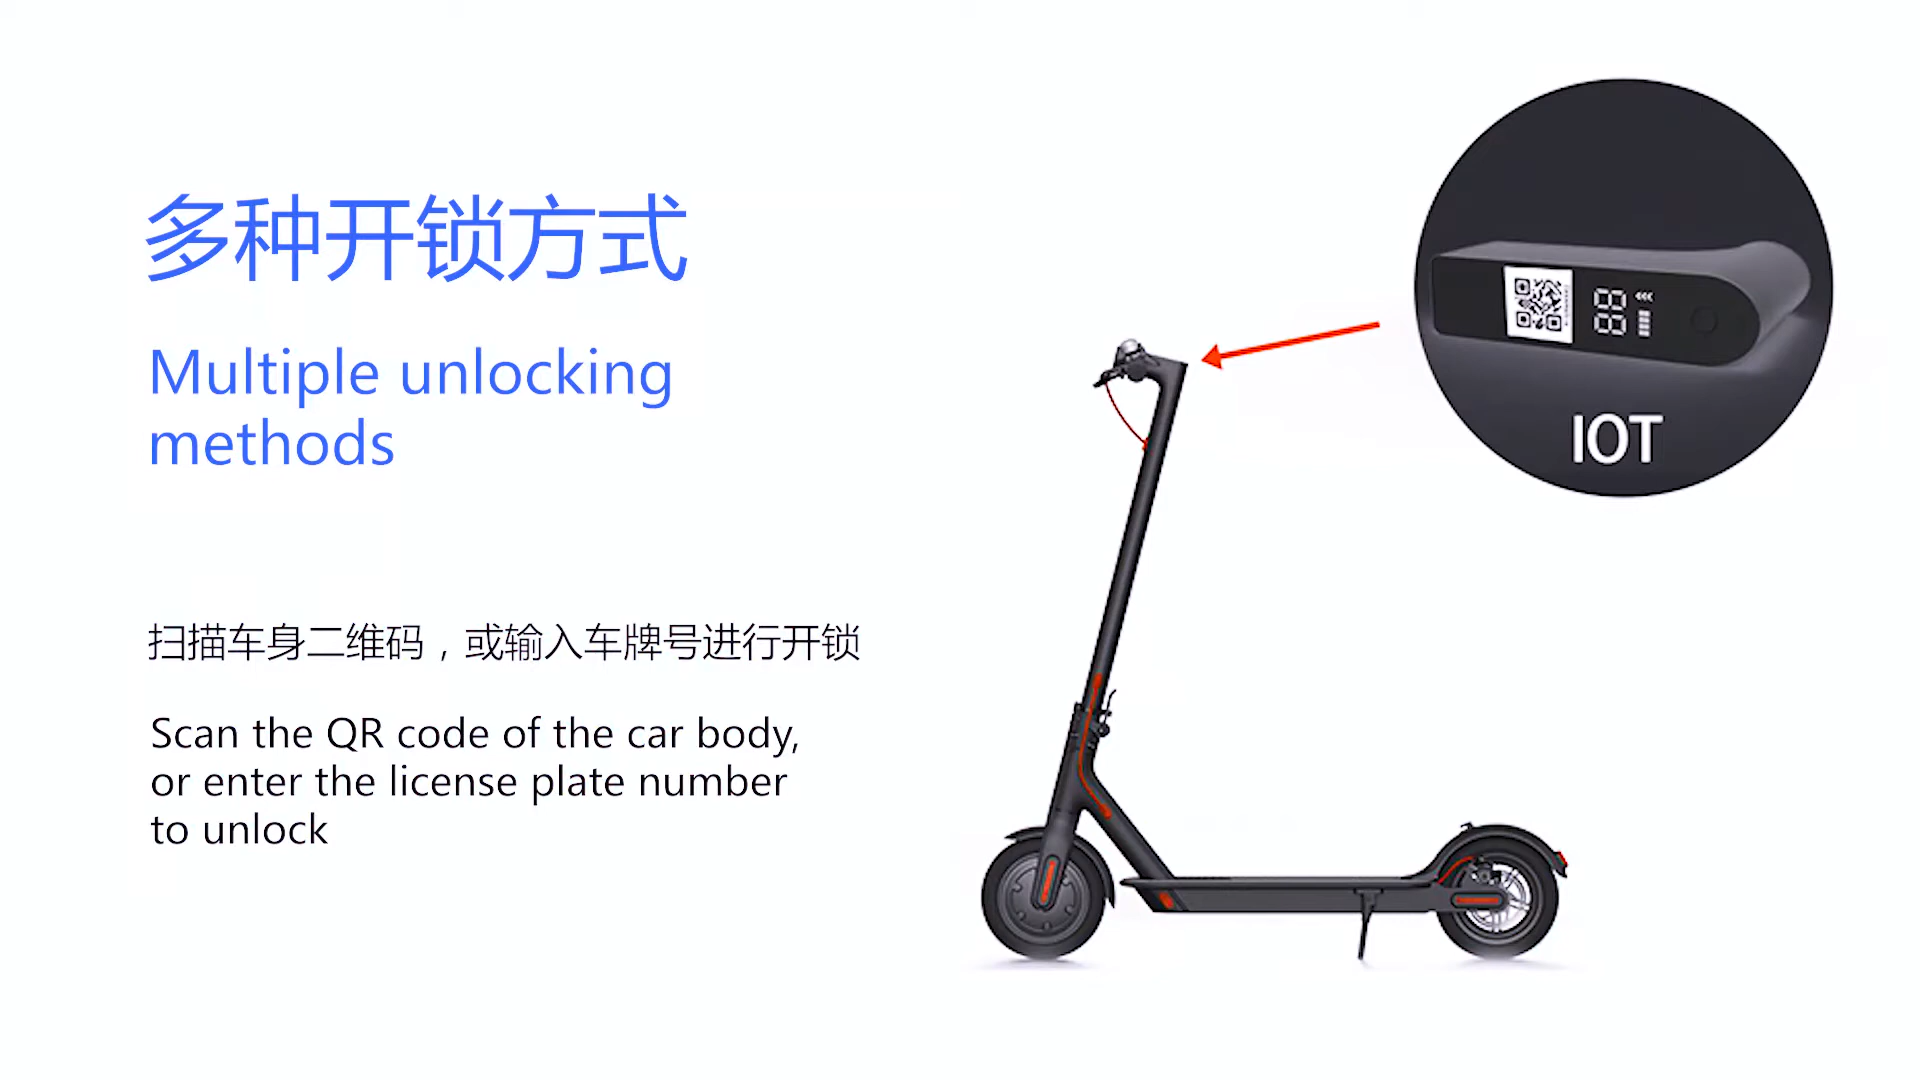 多种开锁方式
Multiple unlocking
methods
扫描车身二维码，或输入车牌号进行开锁
Scan the QR code of the car body,
or enter the license plate number
to unlock
88
IOT